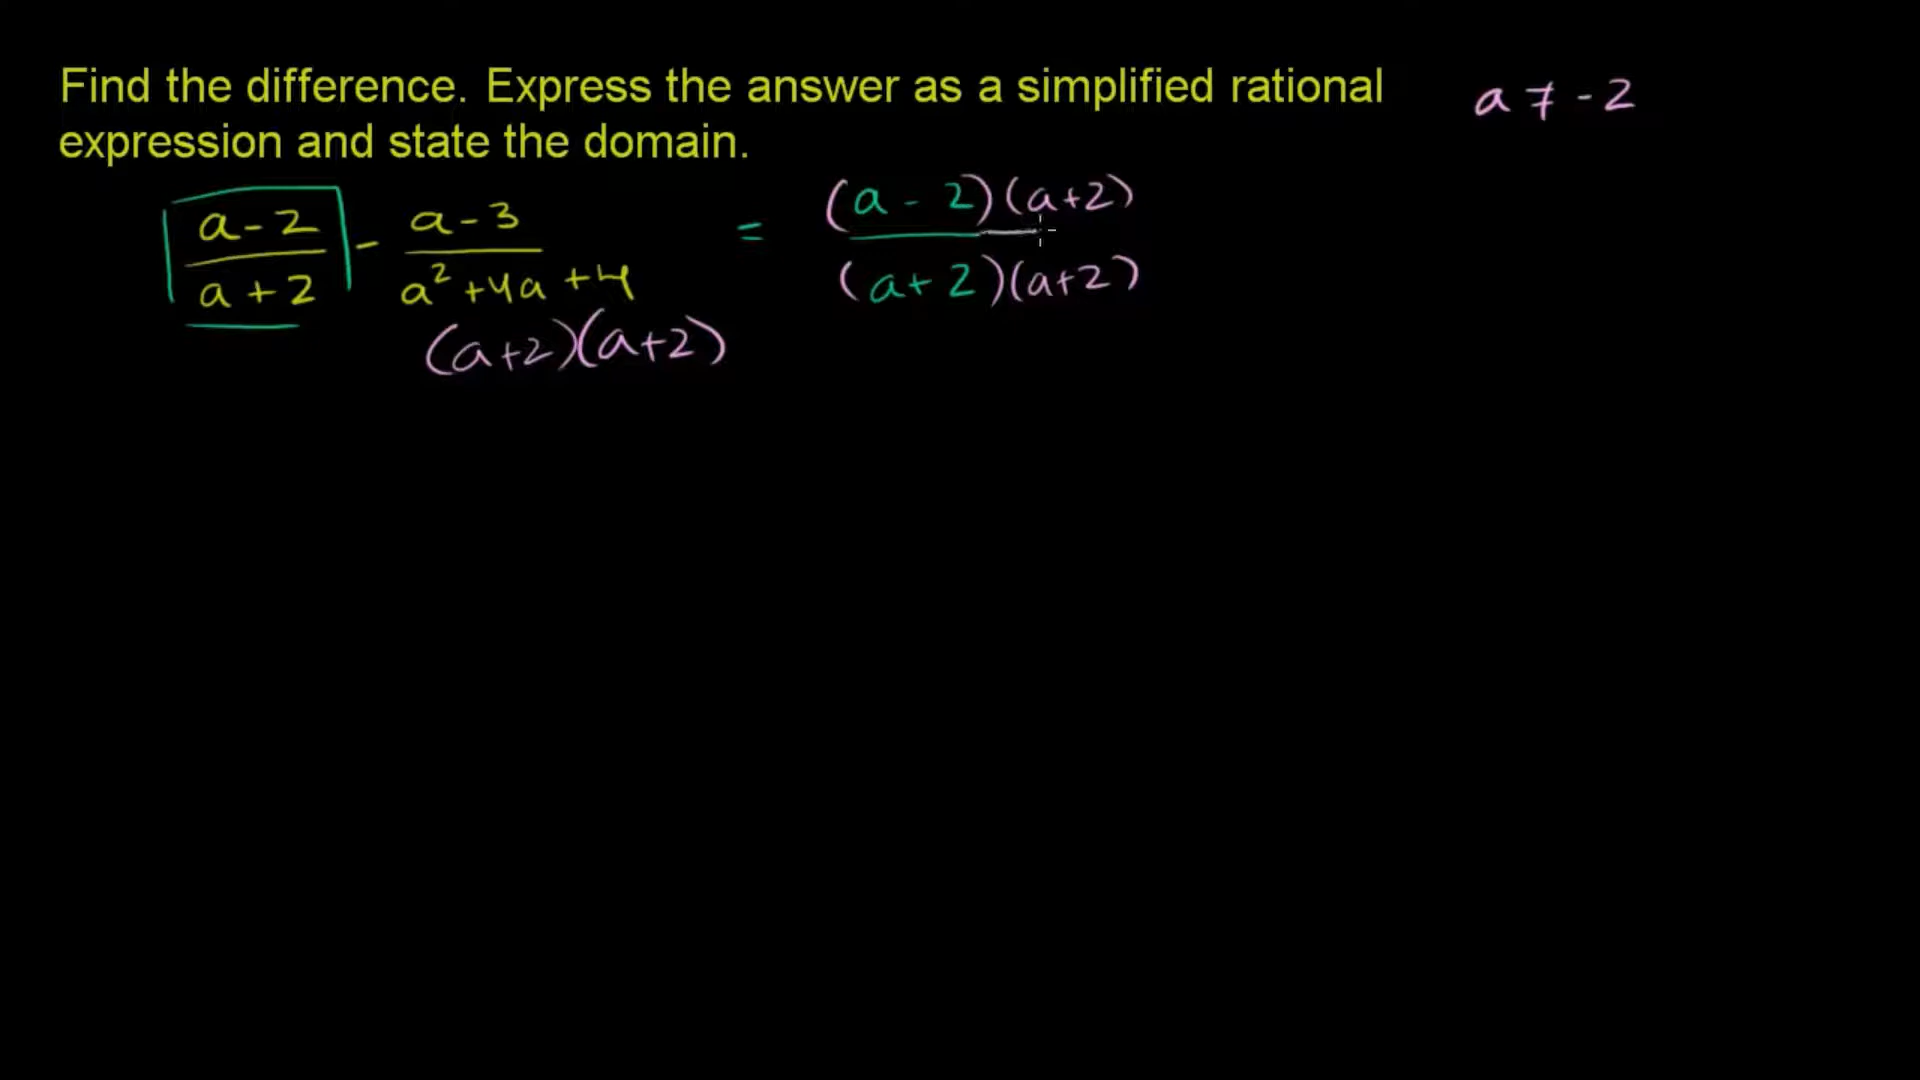 Find the difference. Express the answer as a simplified rational
expression and state the domain.
a ≠ -2
(a - 2)(a+2)
a-2 - a-3 =
a+2 a²+4a+4 (a+2)(a+2)
(a+2)(a+2)